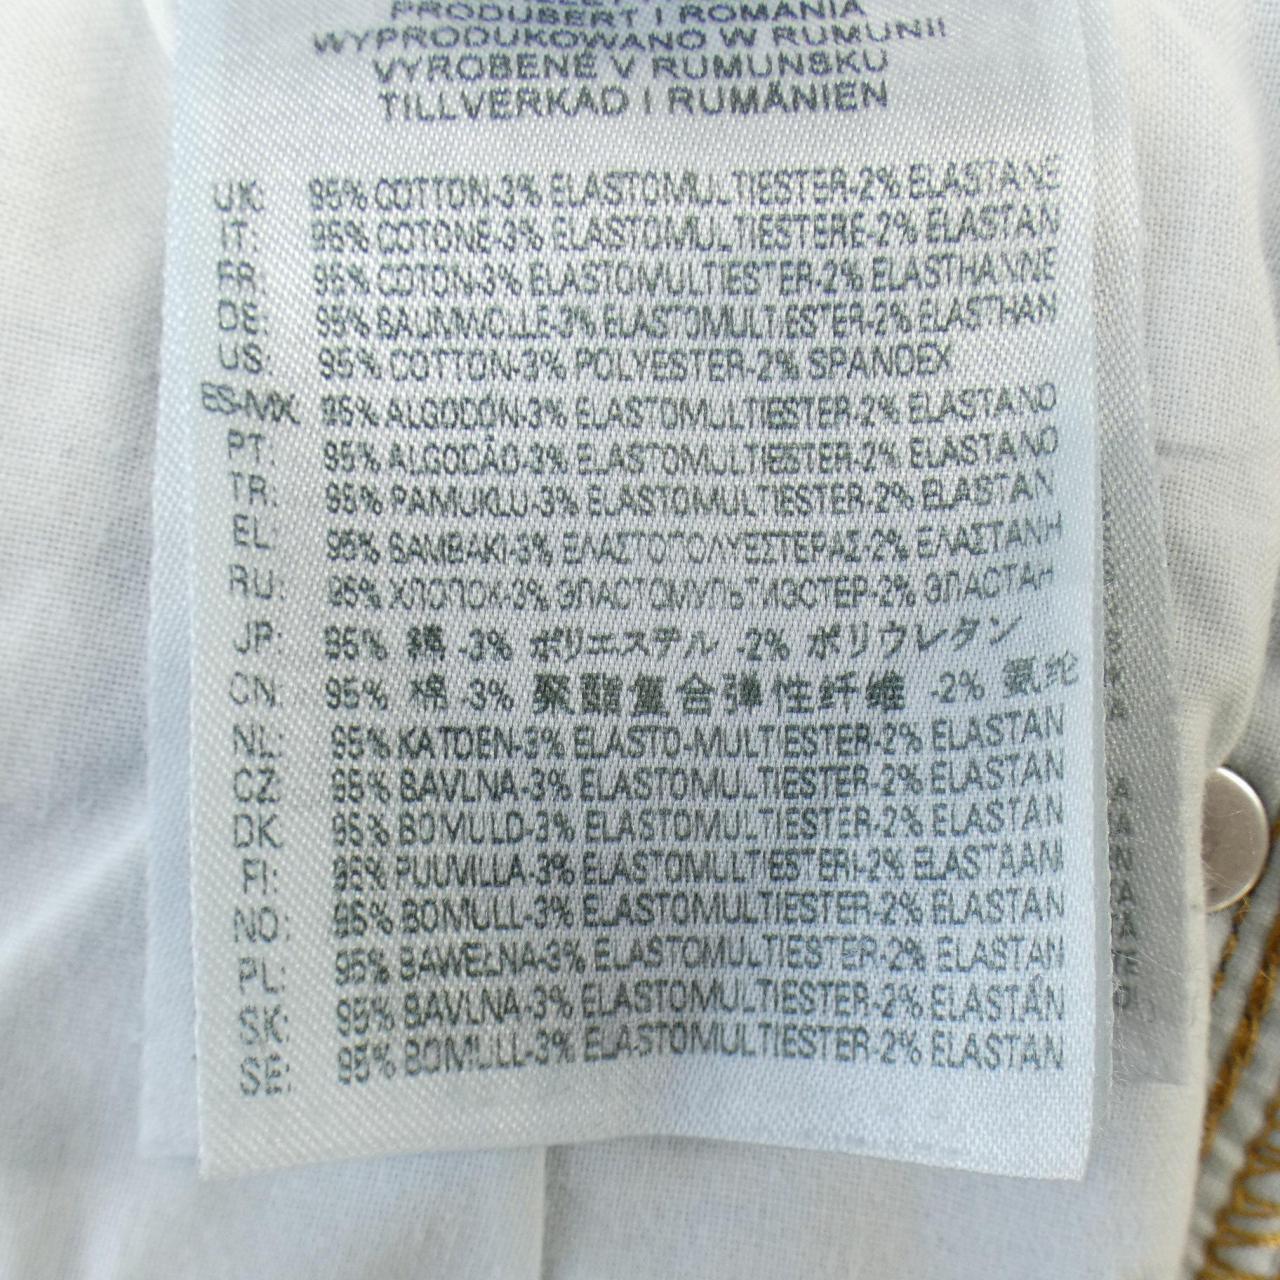 PRODUSERT I ROMANIA
WYPRODUKOWANO W RUMUNII
VYROBENÉ V RUMUNSKU
TILLVERKAD I RUMÄNIEN
UK: 95% COTTON-3% ELASTOMULTIESTER-2% ELASTANE
IT: 95% COTONE-3% ELASTOMULTIESTERE-2% ELASTAN
FR: 95% COTON-3% ELASTOMULTIESTER-2% ELASTHANNE
DE: 95% BAUMWOLLE-3% ELASTOMULTIESTER-2% ELASTHAN
US: 95% COTTON-3% POLYESTER-2% SPANDEX
ES-MX 95% ALGODÓN-3% ELASTOMULTIESTER-2% ELASTANO
PT: 95% ALGODÃO-3% ELASTOMULTIESTER-2% ELASTANO
TR: 95% PAMUKLU-3% ELASTOMULTIESTER-2% ELASTAN
EL: 95% BAMBAKI-3% ΕΛΑΣΤΟΠΟΛΥΕΣΤΕΡΑΣ-2% ΕΛΑΣΤΑΝΗ
RU: 95% ХЛОПОК-3% ЭЛАСТОМУЛЬТИЭСТЕР-2% ЭЛАСТАН
JP: 95% 綿 -3% ポリエステル -2% ポリウレタン
CN: 95% 棉 -3% 聚酯复合弹性纤维 -2% 氨纶
NL: 95% KATOEN-3% ELASTO-MULTIESTER-2% ELASTAN
CZ: 95% BAVLNA-3% ELASTOMULTIESTER-2% ELASTAN
DK 95% BOMULD-3% ELASTOMULTIESTER-2% ELASTAN
FI: 95% PUUVILLA-3% ELASTOMULTIESTERI-2% ELASTAANI
NO: 95% BOMULL-3% ELASTOMULTIESTER-2% ELASTAN
PL: 95% BAWEŁNA-3% ELASTOMULTIESTER-2% ELASTAN
SK: 95% BAVLNA-3% ELASTOMULTIESTER-2% ELASTÁN
SE: 95% BOMULL-3% ELASTOMULTIESTER-2% ELASTAN